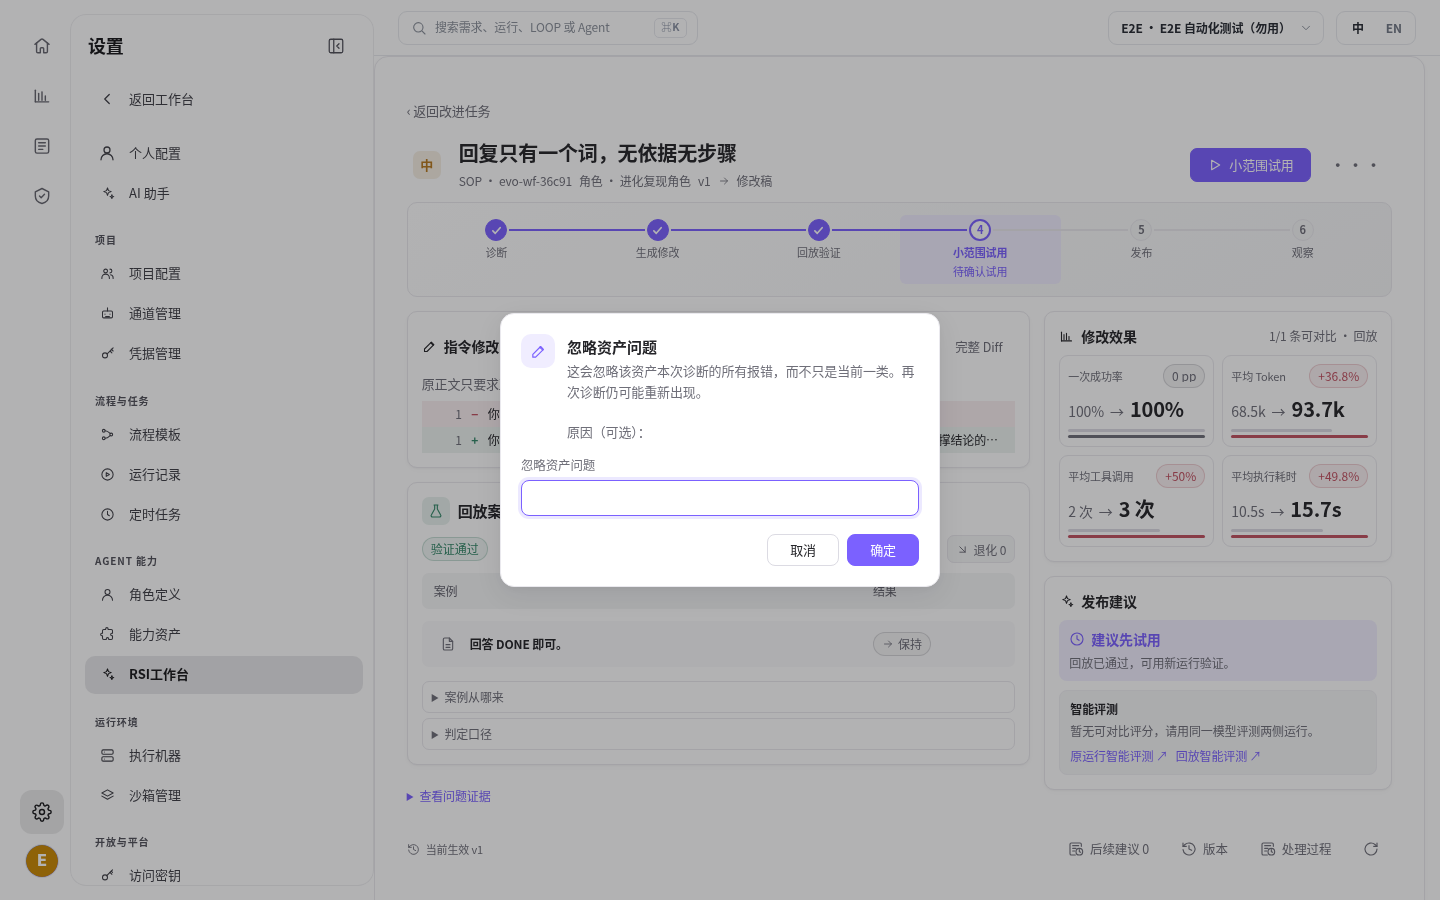 设置
返回工作台
个人配置
AI 助手
项目
项目配置
通道管理
凭据管理
流程与任务
流程模板
运行记录
定时任务
AGENT 能力
角色定义
能力资产
RSI工作台
运行环境
执行机器
沙箱管理
开放与平台
访问密钥
E
搜索需求、运行、LOOP 或 Agent
⌘K
E2E · E2E 自动化测试（勿用）
中 EN
‹ 返回改进任务
中
回复只有一个词，无依据无步骤
SOP · evo-wf-36c91 角色 · 进化复现角色 v1 → 修改稿
小范围试用
诊断
生成修改
回放验证
4
小范围试用
待确认试用
5
发布
6
观察
指令修改
完整 Diff
原正文只要求
1 − 你
1 + 你
撑结论的…
回放案
验证通过
退化 0
案例
结果
回答 DONE 即可。
→ 保持
案例从哪来
判定口径
查看问题证据
当前生效 v1
忽略资产问题
这会忽略该资产本次诊断的所有报错，而不只是当前一类。再
次诊断仍可能重新出现。
原因（可选）：
忽略资产问题
取消
确定
修改效果
1/1 条可对比 · 回放
一次成功率
0 pp
100% → 100%
平均 Token
+36.8%
68.5k → 93.7k
平均工具调用
+50%
2 次 → 3 次
平均执行耗时
+49.8%
10.5s → 15.7s
发布建议
建议先试用
回放已通过，可用新运行验证。
智能评测
暂无可对比评分，请用同一模型评测两侧运行。
原运行智能评测 ↗ 回放智能评测 ↗
后续建议 0
版本
处理过程